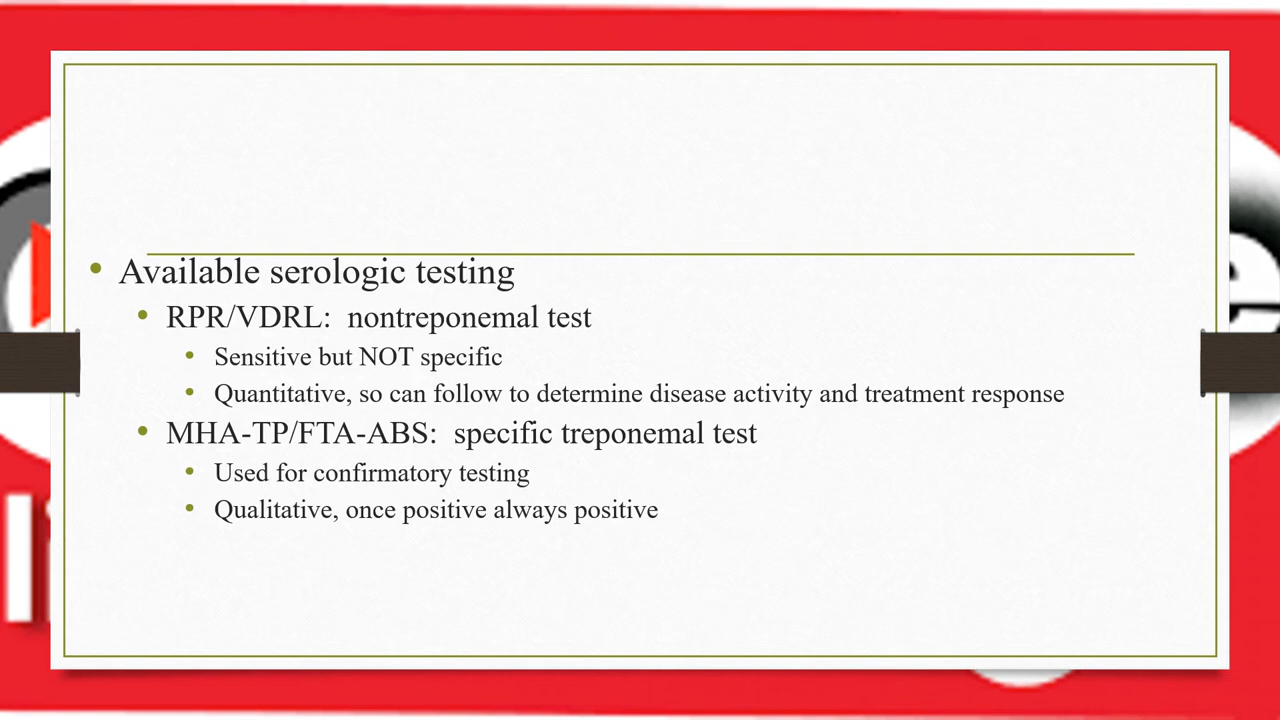 • Available serologic testing
• RPR/VDRL:  nontreponemal test
• Sensitive but NOT specific
• Quantitative, so can follow to determine disease activity and treatment response
• MHA-TP/FTA-ABS:  specific treponemal test
• Used for confirmatory testing
• Qualitative, once positive always positive